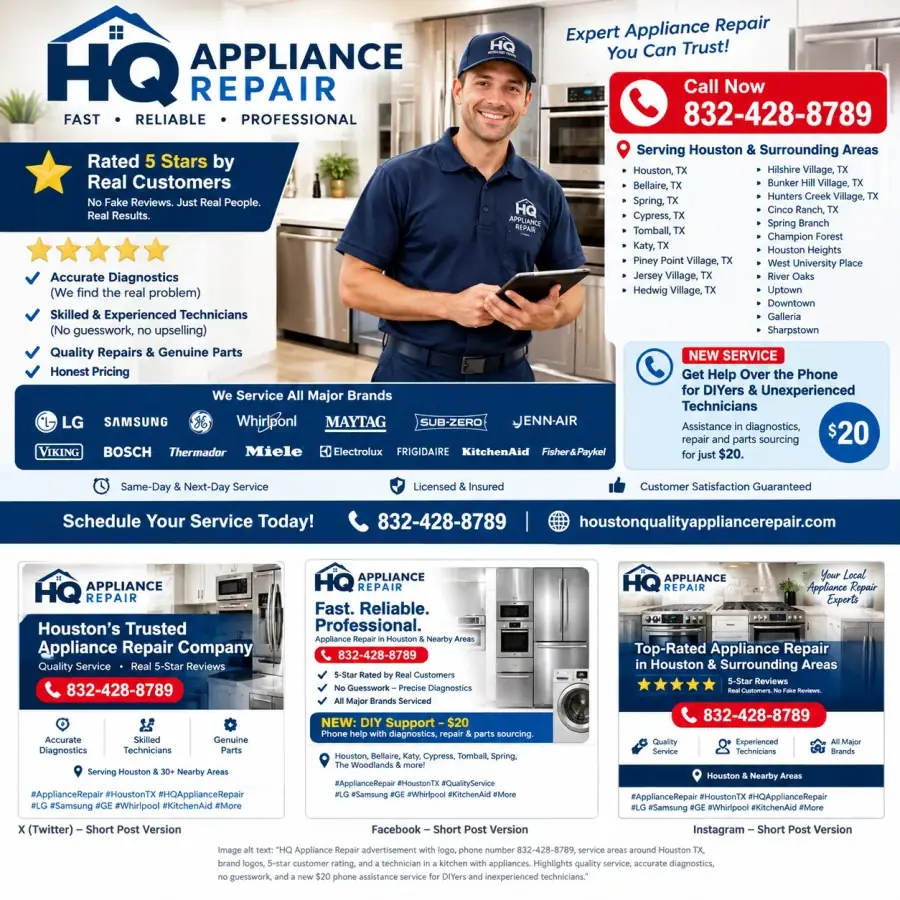 HQ APPLIANCE
REPAIR
FAST • RELIABLE • PROFESSIONAL
Rated 5 Stars by
Real Customers
No Fake Reviews. Just Real People.
Real Results.
Accurate Diagnostics
(We find the real problem)
Skilled & Experienced Technicians
(No guesswork, no upselling)
Quality Repairs & Genuine Parts
Honest Pricing
HQ
HQ
APPLIANCE
REPAIR
Expert Appliance Repair
You Can Trust!
Call Now
832-428-8789
Serving Houston & Surrounding Areas
Houston, TX
Bellaire, TX
Spring, TX
Cypress, TX
Tomball, TX
Katy, TX
Piney Point Village, TX
Jersey Village, TX
Hedwig Village, TX
Hilshire Village, TX
Bunker Hill Village, TX
Hunters Creek Village, TX
Cinco Ranch, TX
Spring Branch
Champion Forest
Houston Heights
West University Place
River Oaks
Uptown
Downtown
Galleria
Sharpstown
NEW SERVICE
Get Help Over the Phone
for DIYers & Unexperienced
Technicians
Assistance in diagnostics,
repair and parts sourcing
for just $20.
$20
We Service All Major Brands
LG SAMSUNG GE Whirlpool MAYTAG SUB-ZERO JENN-AIR
VIKING BOSCH Thermador Miele Electrolux FRIGIDAIRE KitchenAid Fisher & Paykel
Same-Day & Next-Day Service
Licensed & Insured
Customer Satisfaction Guaranteed
Schedule Your Service Today! 832-428-8789 | houstonqualityappliancerepair.com
HQ APPLIANCE
REPAIR
Houston's Trusted
Appliance Repair Company
Quality Service • Real 5-Star Reviews
832-428-8789
Accurate
Diagnostics
Skilled
Technicians
Genuine
Parts
Serving Houston & 30+ Nearby Areas
#ApplianceRepair #HoustonTX #HQApplianceRepair
#LG #Samsung #GE #Whirlpool #KitchenAid #More
X (Twitter) – Short Post Version
HQ APPLIANCE
REPAIR
Fast. Reliable.
Professional.
Appliance Repair in Houston & Nearby Areas
832-428-8789
5-Star Rated by Real Customers
No Guesswork – Precise Diagnostics
All Major Brands Serviced
NEW: DIY Support – $20
Phone help with diagnostics, repair & parts sourcing.
Houston, Bellaire, Katy, Cypress, Tomball, Spring,
The Woodlands & more!
#ApplianceRepair #HoustonTX #QualityService
#LG #Samsung #GE #Whirlpool #KitchenAid #More
Facebook – Short Post Version
HQ APPLIANCE
REPAIR
Your Local
Appliance Repair
Experts
Top-Rated Appliance Repair
in Houston & Surrounding Areas
5-Star Reviews
Real Customers. No Fake Reviews.
832-428-8789
Quality
Service
Experienced
Technicians
All Major
Brands
Houston & Nearby Areas
#ApplianceRepair #HoustonTX #HQApplianceRepair
#LG #Samsung #GE #Whirlpool #KitchenAid #More
Instagram – Short Post Version
Image alt text: "HQ Appliance Repair advertisement with logo, phone number 832-428-8789, service areas around Houston TX,
brand logos, 5-star customer rating, and a technician in a kitchen with appliances. Highlights quality service, accurate diagnostics,
no guesswork, and a new $20 phone assistance service for DIYers and inexperienced technicians."